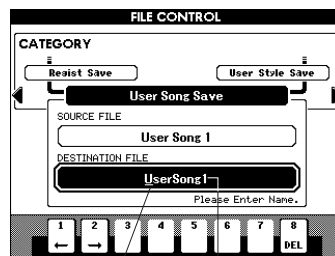 FILE CONTROL
CATEGORY
Regist Save User Style Save
User Song Save
SOURCE FILE
User Song 1
DESTINATION FILE
UserSong1
Please Enter Name.
1 2 3 4 5 6 7 8
← → DEL